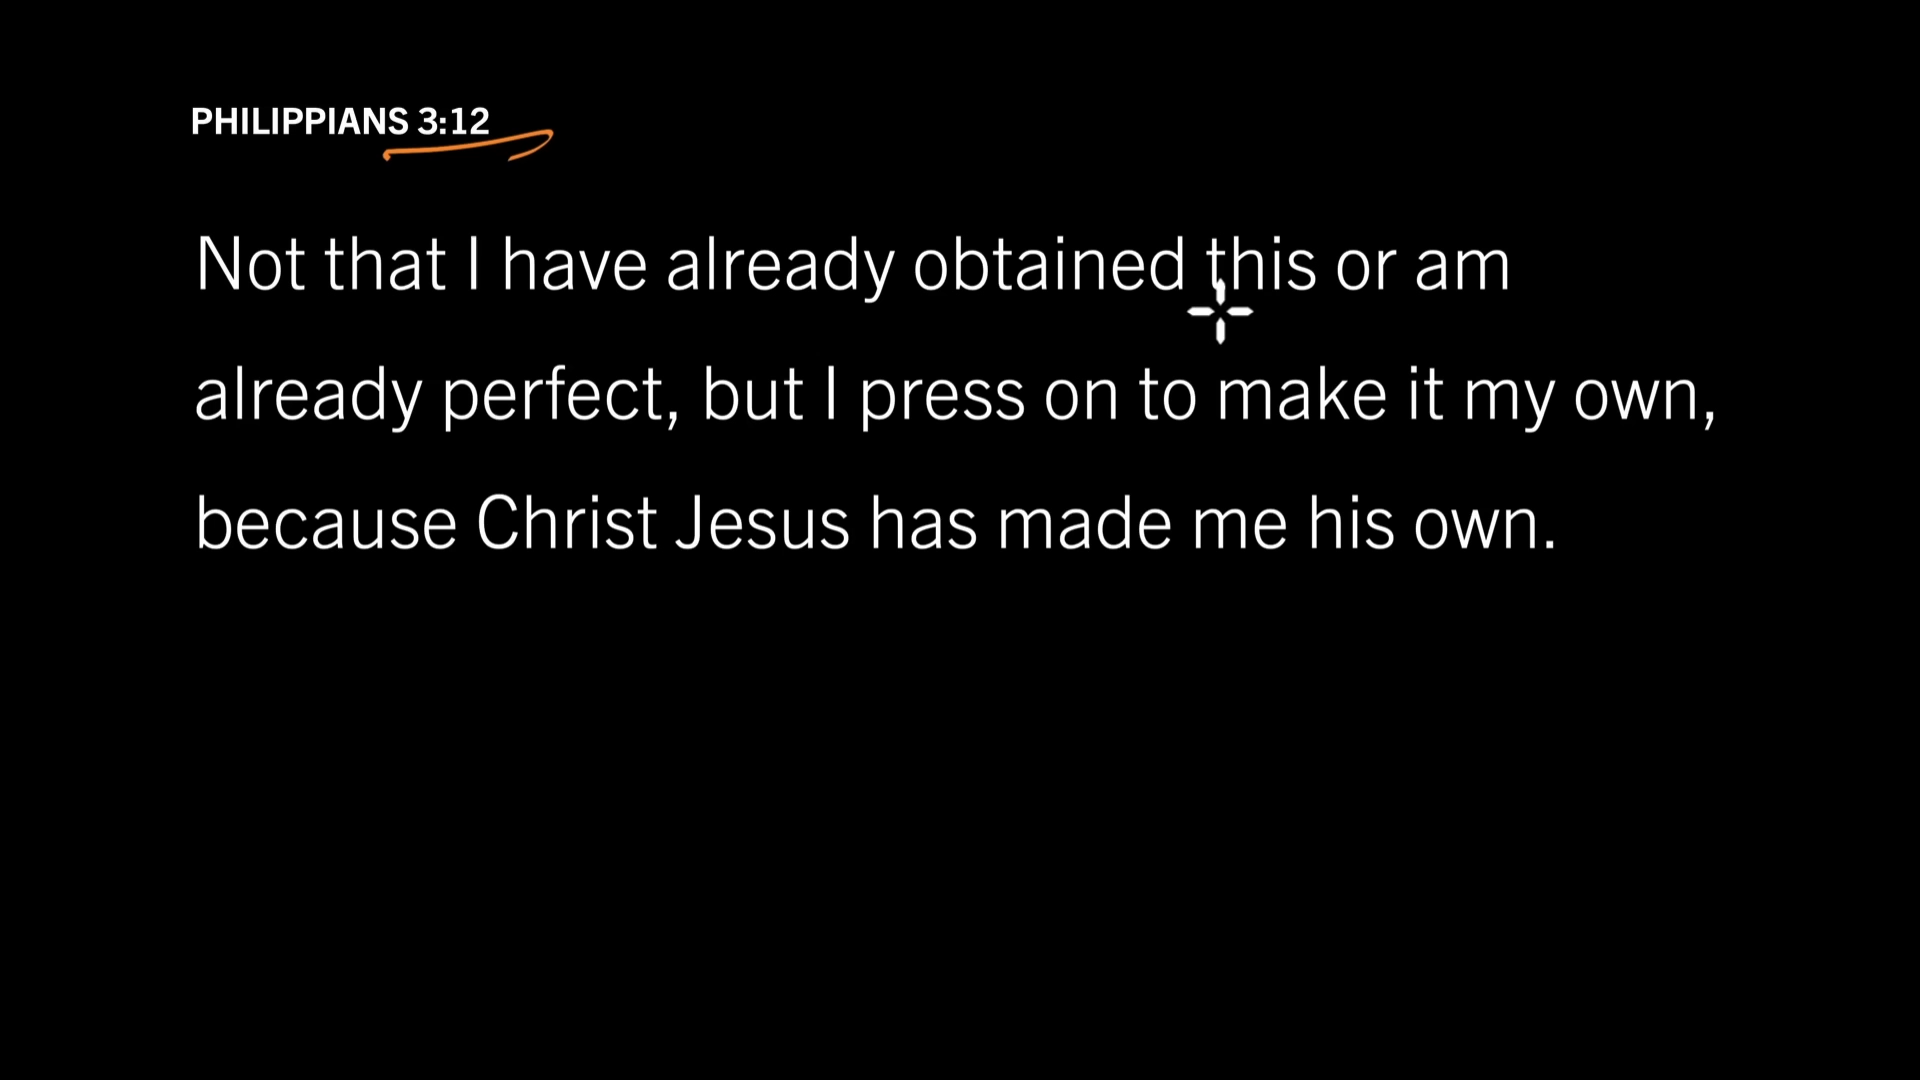 PHILIPPIANS 3:12
Not that I have already obtained this or am
already perfect, but I press on to make it my own,
because Christ Jesus has made me his own.